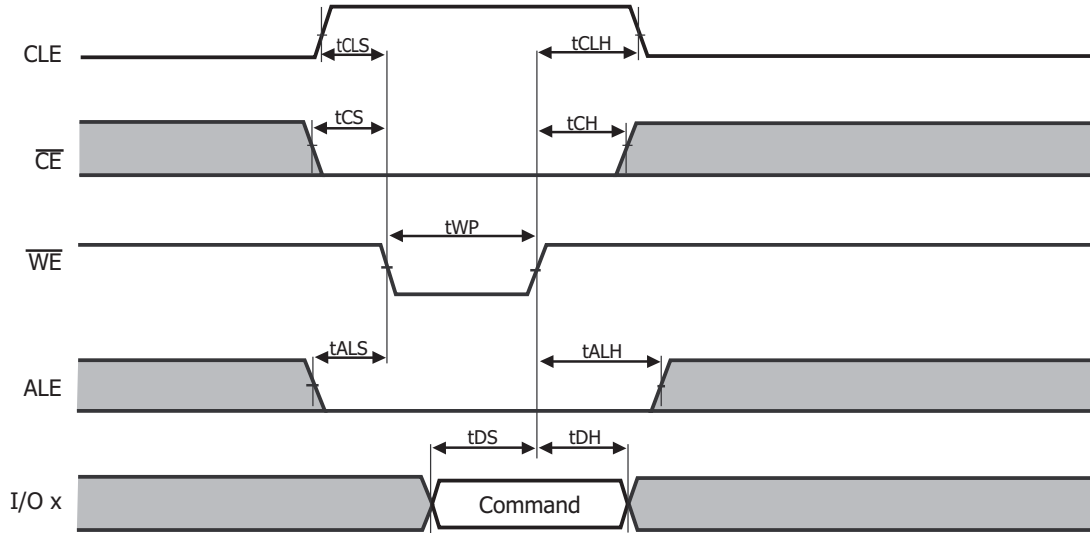 CLE
tCLS
tCLH
CE
tCS
tCH
WE
tWP
ALE
tALS
tALH
I/O x
tDS
tDH
Command